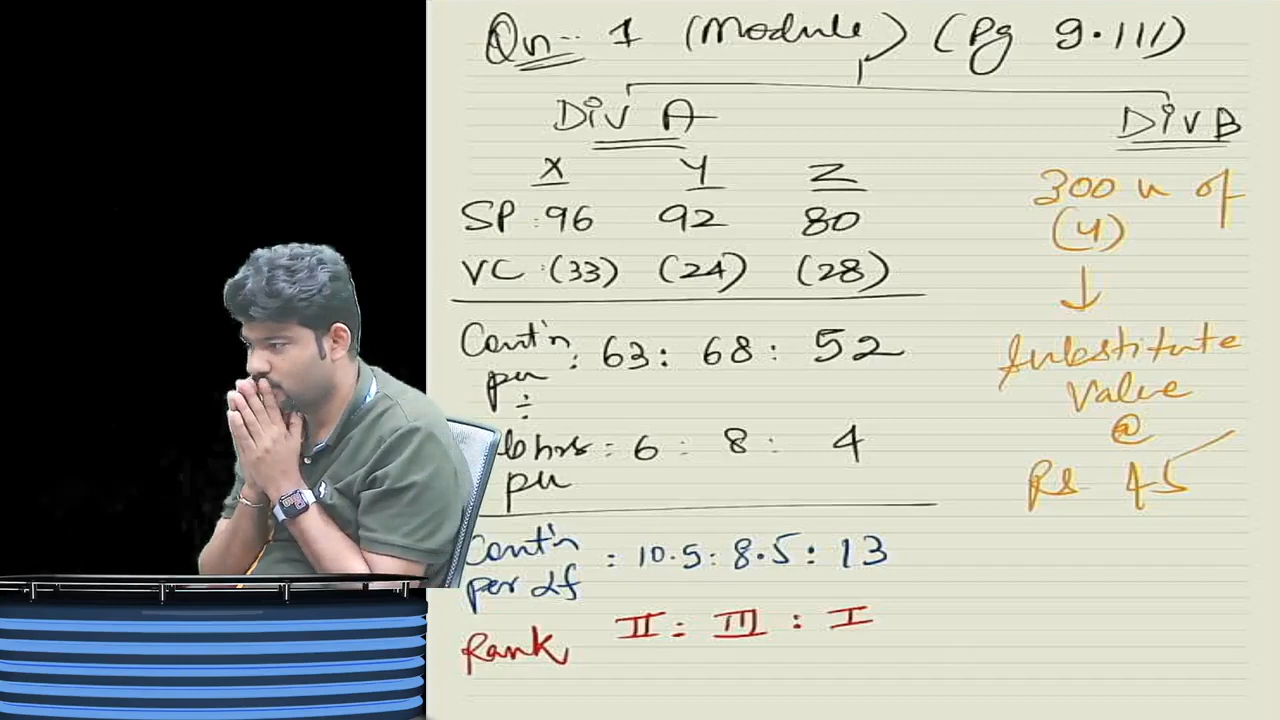 Qn:- 1 (Module) (Pg 9.111)
Div A
X Y Z
SP : 96 92 80
VC : (33) (24) (28)
Cont'n pu : 63 : 68 : 52
÷
hrs pu : 6 : 8 : 4
Cont'n per lf : 10.5 : 8.5 : 13
Rank II : III : I
Div B
300 u of
(Y)
↓
Substitute
Value
@
Rs 45